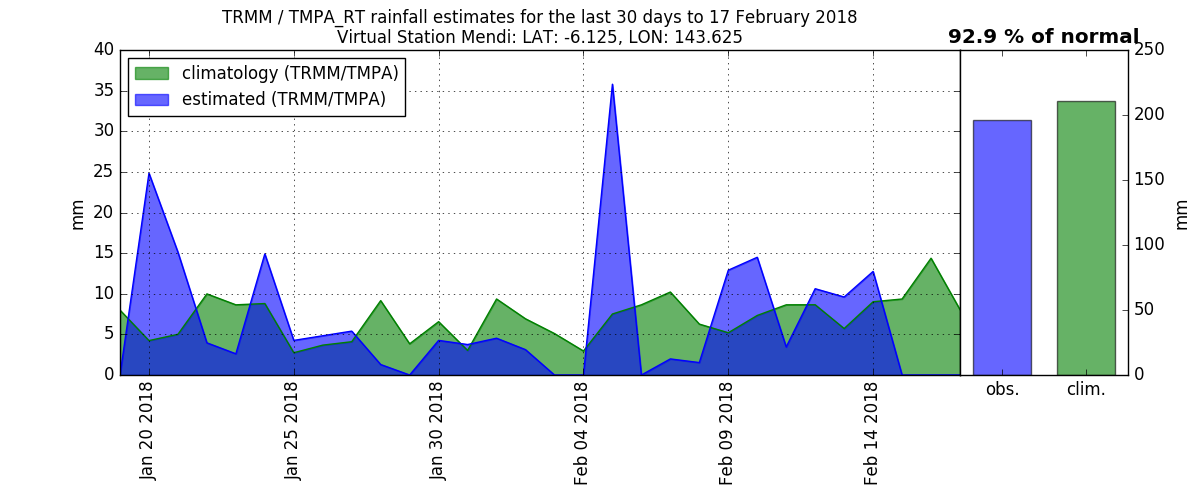 TRMM / TMPA_RT rainfall estimates for the last 30 days to 17 February 2018
Virtual Station Mendi: LAT: -6.125, LON: 143.625
92.9 % of normal
climatology (TRMM/TMPA)
estimated (TRMM/TMPA)
mm
40
35
30
25
20
15
10
5
0
Jan 20 2018
Jan 25 2018
Jan 30 2018
Feb 04 2018
Feb 09 2018
Feb 14 2018
obs.
clim.
250
200
150
100
50
0
mm